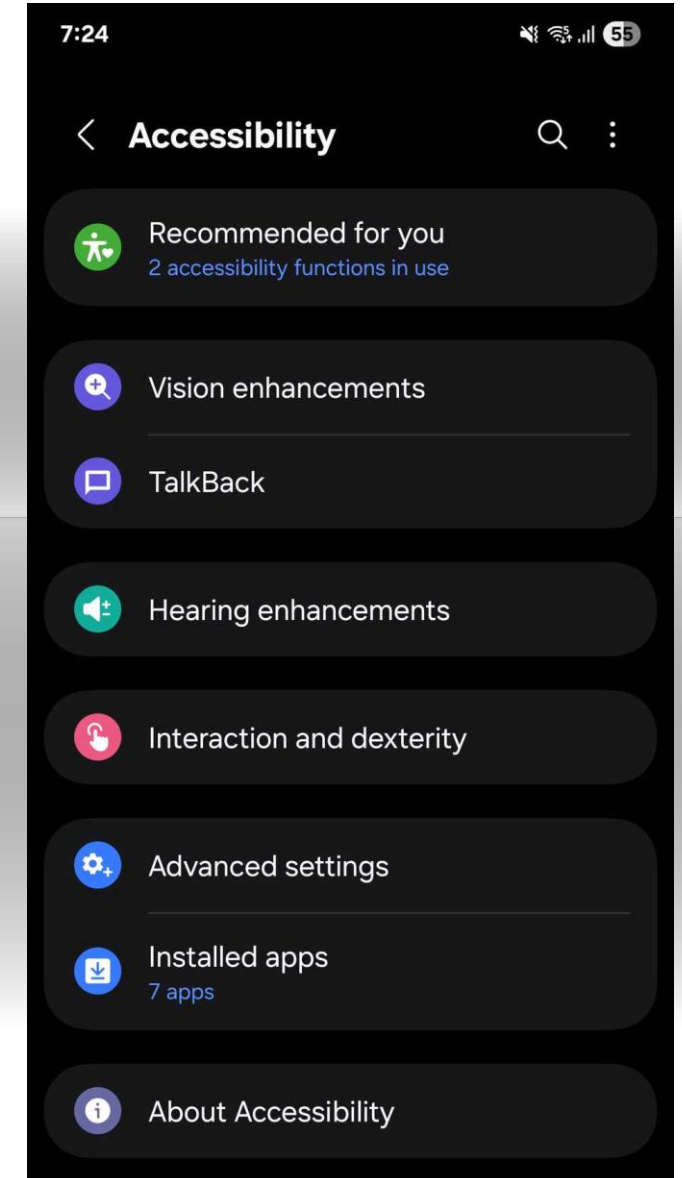 7:24
55
Accessibility
Recommended for you
2 accessibility functions in use
Vision enhancements
TalkBack
Hearing enhancements
Interaction and dexterity
Advanced settings
Installed apps
7 apps
About Accessibility